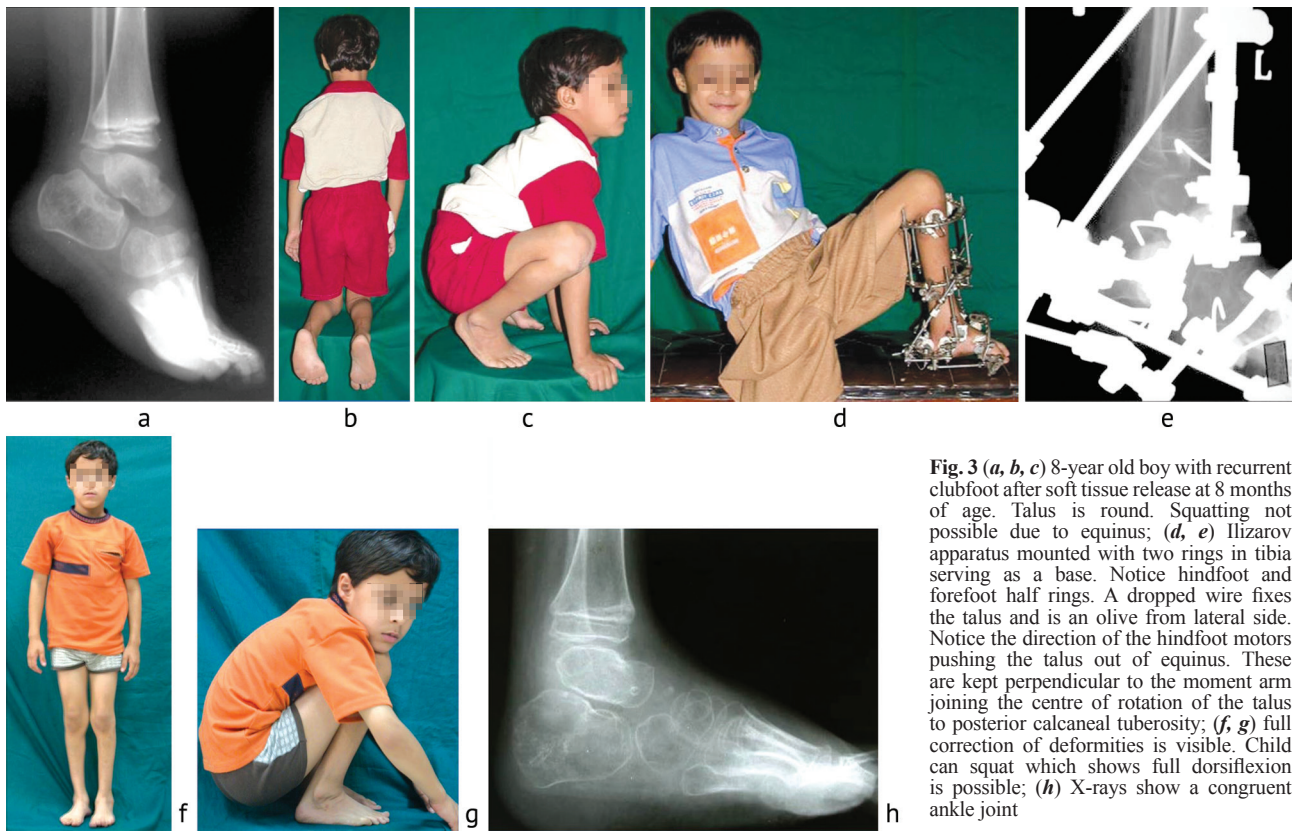 L
a
b
c
d
e
f
g
h
Fig. 3 (a, b, c) 8-year old boy with recurrent
clubfoot after soft tissue release at 8 months
of age. Talus is round. Squatting not
possible due to equinus; (d, e) Ilizarov
apparatus mounted with two rings in tibia
serving as a base. Notice hindfoot and
forefoot half rings. A dropped wire fixes
the talus and is an olive from lateral side.
Notice the direction of the hindfoot motors
pushing the talus out of equinus. These
are kept perpendicular to the moment arm
joining the centre of rotation of the talus
to posterior calcaneal tuberosity; (f, g) full
correction of deformities is visible. Child
can squat which shows full dorsiflexion
is possible; (h) X-rays show a congruent
ankle joint